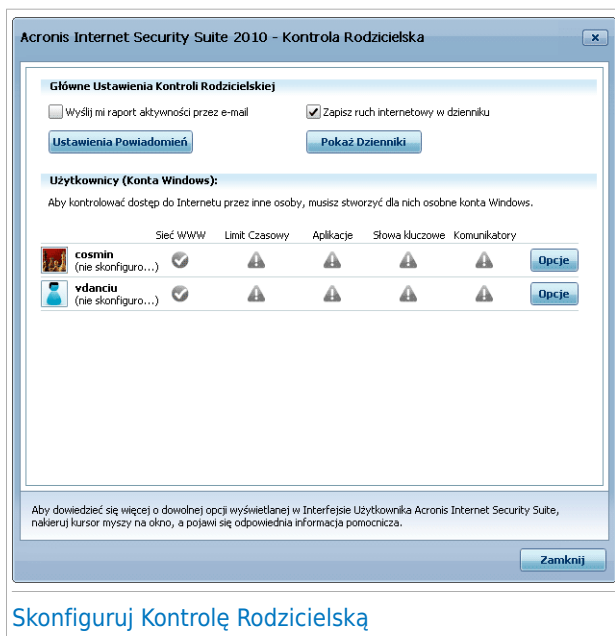 Acronis Internet Security Suite 2010 - Kontrola Rodzicielska
Główne Ustawienia Kontroli Rodzicielskiej
Wyślij mi raport aktywności przez e-mail
Zapisz ruch internetowy w dzienniku
Ustawienia Powiadomień
Pokaż Dzienniki
Użytkownicy (Konta Windows):
Aby kontrolować dostęp do Internetu przez inne osoby, musisz stworzyć dla nich osobne konta Windows.
Sieć WWW Limit Czasowy Aplikacje Słowa kluczowe Komunikatory
cosmin
(nie skonfiguro...)
Opcje
vdanciu
(nie skonfiguro...)
Opcje
Aby dowiedzieć się więcej o dowolnej opcji wyświetlanej w Interfejsie Użytkownika Acronis Internet Security Suite,
nakieruj kursor myszy na okno, a pojawi się odpowiednia informacja pomocnicza.
Zamknij
Skonfiguruj Kontrolę Rodzicielską